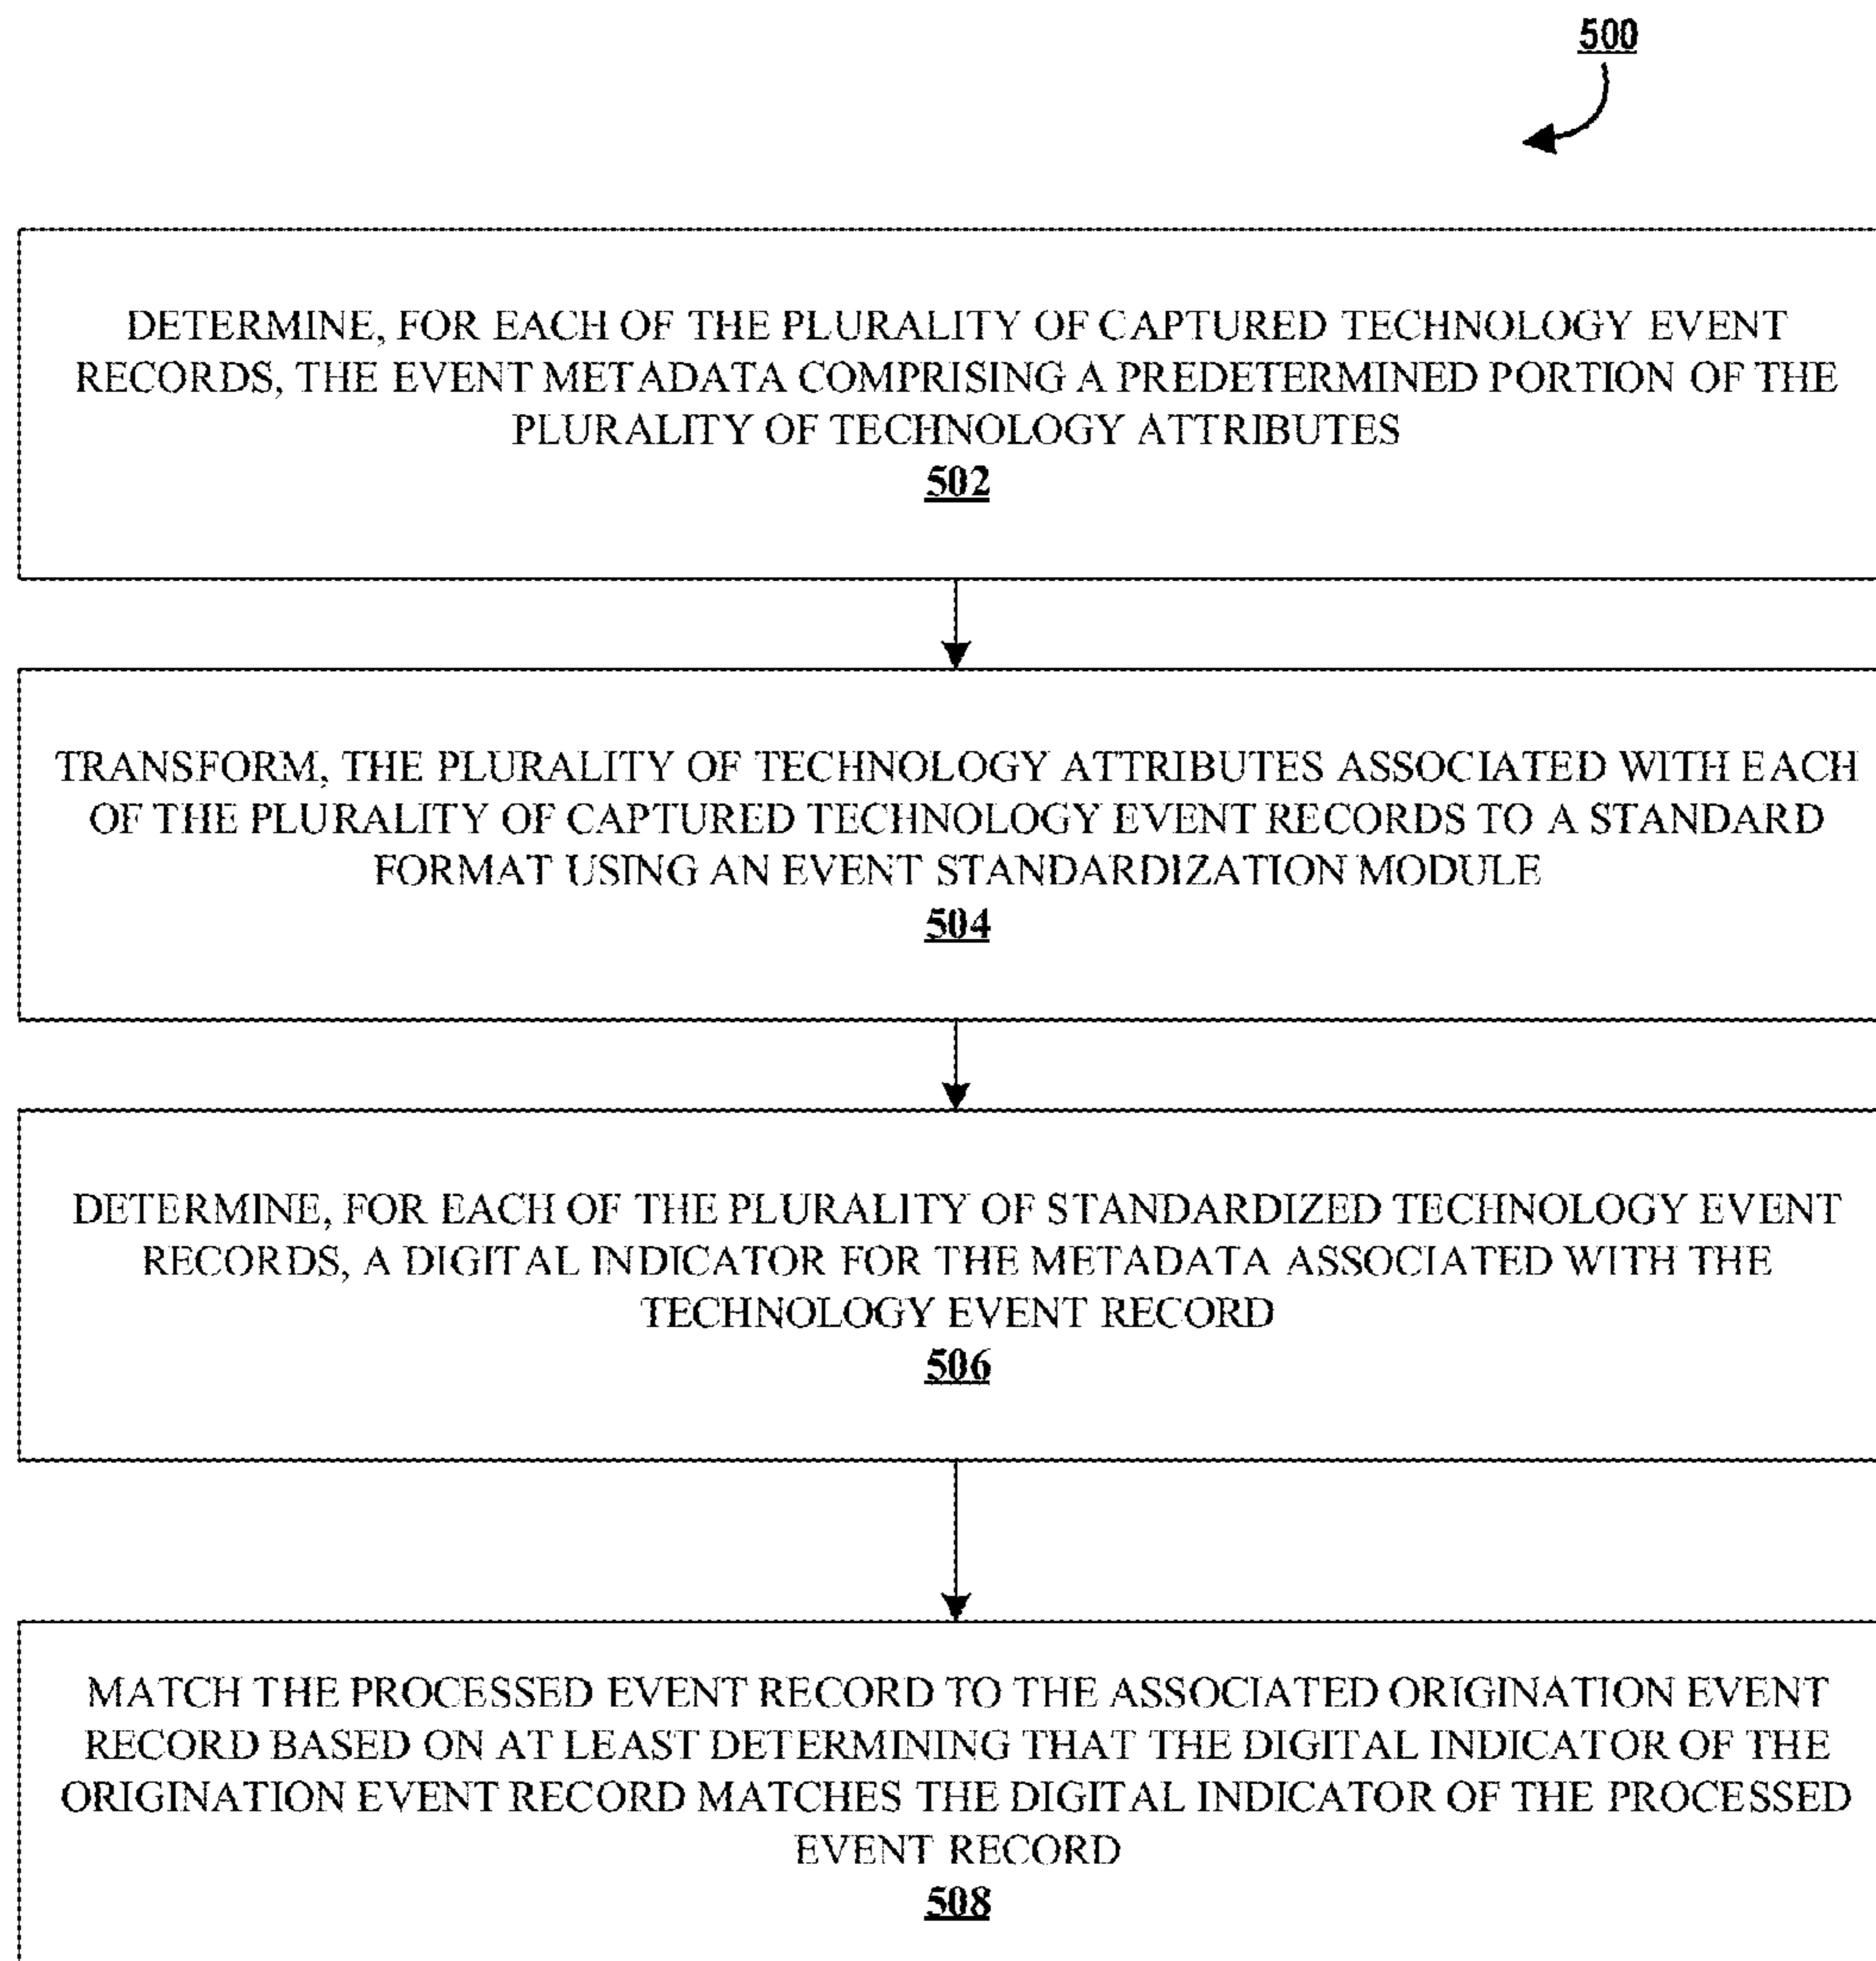 500
DETERMINE, FOR EACH OF THE PLURALITY OF CAPTURED TECHNOLOGY EVENT
RECORDS, THE EVENT METADATA COMPRISING A PREDETERMINED PORTION OF THE
PLURALITY OF TECHNOLOGY ATTRIBUTES
502
TRANSFORM, THE PLURALITY OF TECHNOLOGY ATTRIBUTES ASSOCIATED WITH EACH
OF THE PLURALITY OF CAPTURED TECHNOLOGY EVENT RECORDS TO A STANDARD
FORMAT USING AN EVENT STANDARDIZATION MODULE
504
DETERMINE, FOR EACH OF THE PLURALITY OF STANDARDIZED TECHNOLOGY EVENT
RECORDS, A DIGITAL INDICATOR FOR THE METADATA ASSOCIATED WITH THE
TECHNOLOGY EVENT RECORD
506
MATCH THE PROCESSED EVENT RECORD TO THE ASSOCIATED ORIGINATION EVENT
RECORD BASED ON AT LEAST DETERMINING THAT THE DIGITAL INDICATOR OF THE
ORIGINATION EVENT RECORD MATCHES THE DIGITAL INDICATOR OF THE PROCESSED
EVENT RECORD
508